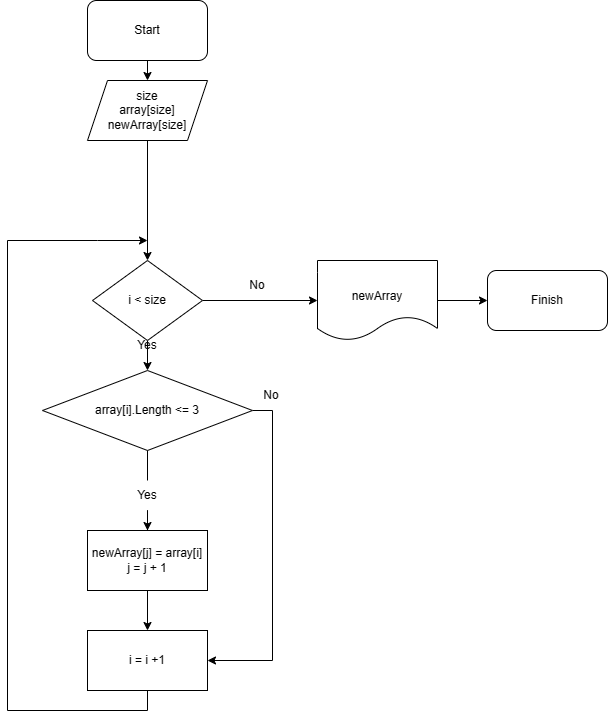 Start
size
array[size]
newArray[size]
i < size
No
newArray
Finish
Yes
array[i].Length <= 3
No
Yes
newArray[j] = array[i]
j = j + 1
i = i +1